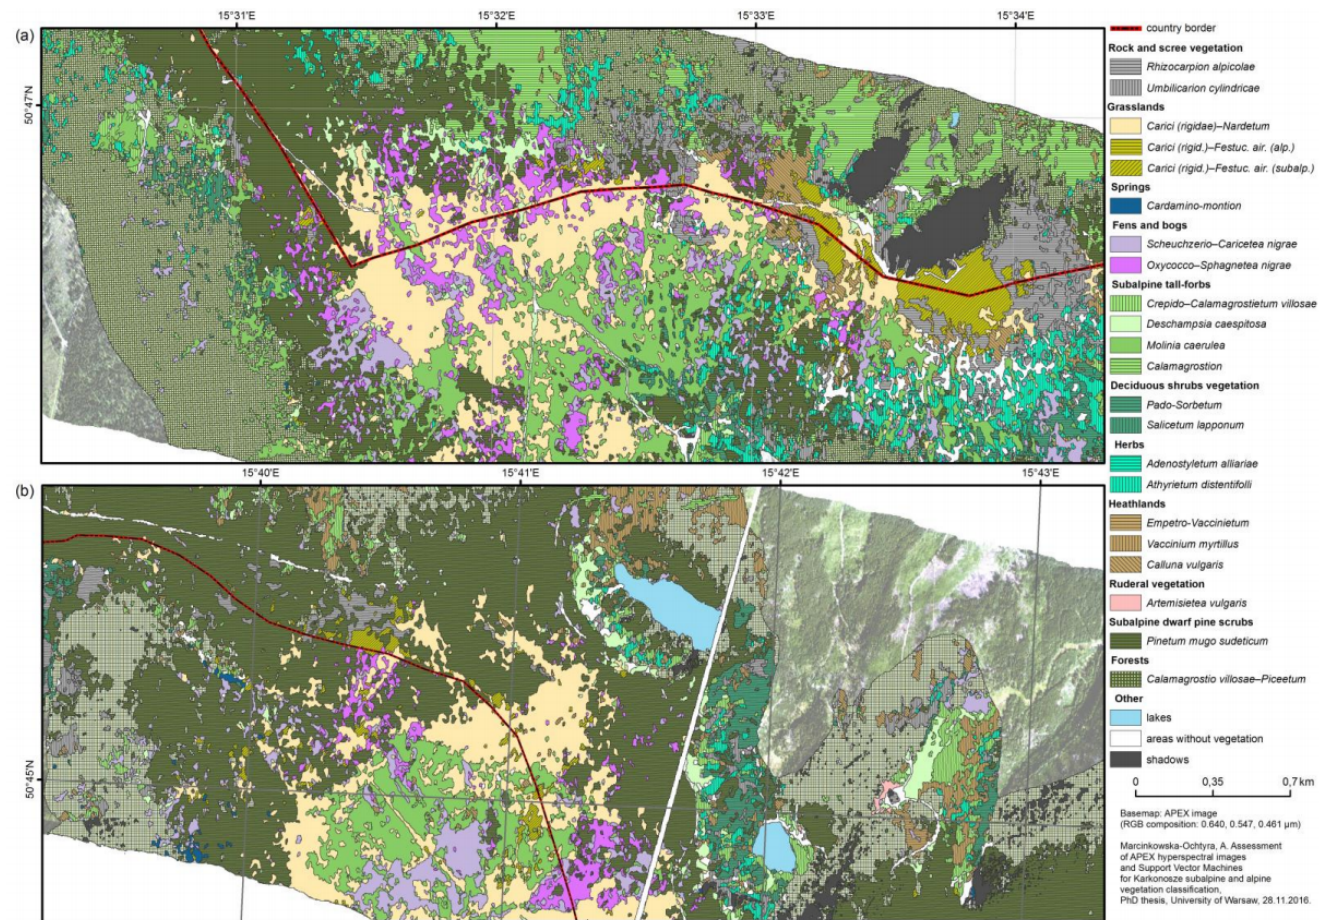 15°31'E 15°32'E 15°33'E 15°34'E
(a)
50°47'N
15°40'E 15°41'E 15°42'E 15°43'E
(b)
50°45'N
country border
Rock and scree vegetation
Rhizocarpion alpicolae
Umbilicarion cylindricae
Grasslands
Carici (rigidae)–Nardetum
Carici (rigid.)–Festuc. air. (alp.)
Carici (rigid.)–Festuc. air. (subalp.)
Springs
Cardamino-montion
Fens and bogs
Scheuchzerio–Caricetea nigrae
Oxycocco–Sphagnetea nigrae
Subalpine tall-forbs
Crepido–Calamagrostietum villosae
Deschampsia caespitosa
Molinia caerulea
Calamagrostion
Deciduous shrubs vegetation
Pado-Sorbetum
Salicetum lapponum
Herbs
Adenostyletum alliariae
Athyrietum distentifolli
Heathlands
Empetro-Vaccinietum
Vaccinium myrtillus
Calluna vulgaris
Ruderal vegetation
Artemisietea vulgaris
Subalpine dwarf pine scrubs
Pinetum mugo sudeticum
Forests
Calamagrostio villosae–Piceetum
Other
lakes
areas without vegetation
shadows
0 0,35 0,7 km
Basemap: APEX image
(RGB composition: 0.640, 0.547, 0.461 µm)
Marcinkowska-Ochtyra, A. Assessment
of APEX hyperspectral images
and Support Vector Machines
for Karkonosze subalpine and alpine
vegetation classification,
PhD thesis, University of Warsaw, 28.11.2016.